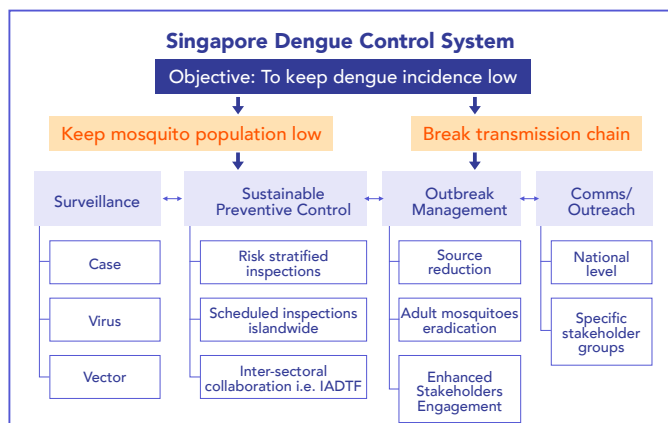 Singapore Dengue Control System
Objective: To keep dengue incidence low
Keep mosquito population low
Break transmission chain
Surveillance
Sustainable
Preventive Control
Outbreak
Management
Comms/
Outreach
Case
Virus
Vector
Risk stratified
inspections
Scheduled inspections
islandwide
Inter-sectoral
collaboration i.e. IADTF
Source
reduction
Adult mosquitoes
eradication
Enhanced
Stakeholders
Engagement
National
level
Specific
stakeholder
groups